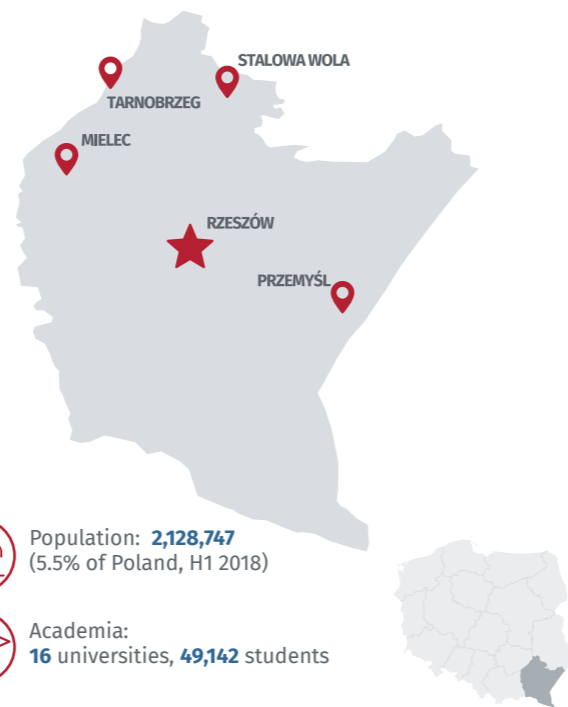 STALOWA WOLA
TARNOBRZEG
MIELEC
RZESZÓW
PRZEMYŚL
Population: 2,128,747
(5.5% of Poland, H1 2018)
Academia:
16 universities, 49,142 students